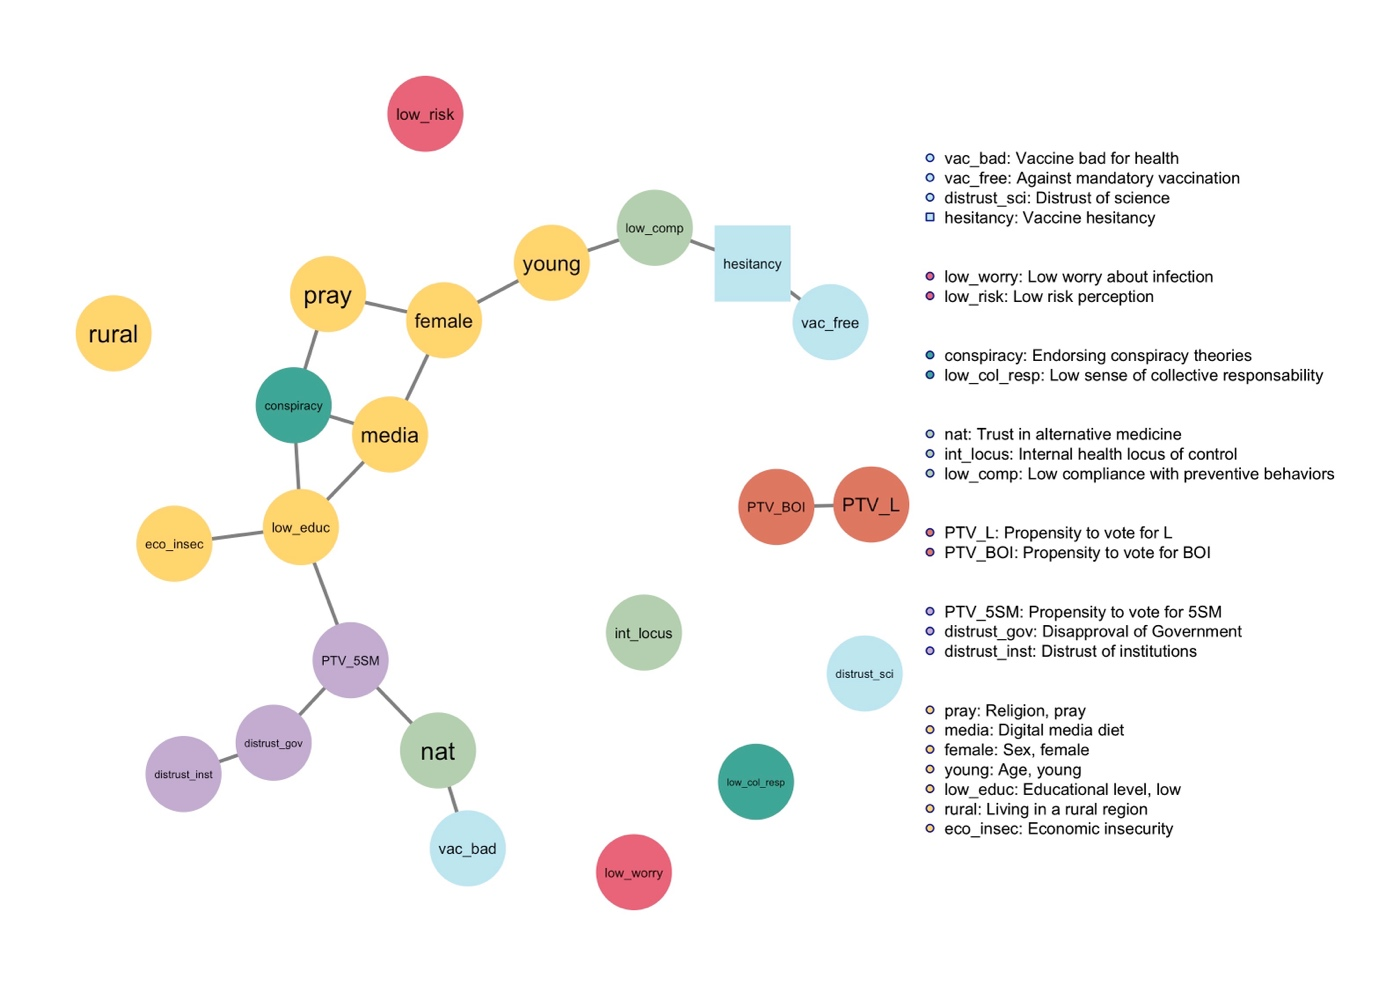 low_risk
low_comp
young
hesitancy
pray
female
vac_free
rural
conspiracy
media
PTV_BOI
PTV_L
low_educ
eco_insec
int_locus
PTV_5SM
distrust_sci
distrust_gov
nat
distrust_inst
low_col_resp
vac_bad
low_worry
vac_bad: Vaccine bad for health
vac_free: Against mandatory vaccination
distrust_sci: Distrust of science
hesitancy: Vaccine hesitancy
low_worry: Low worry about infection
low_risk: Low risk perception
conspiracy: Endorsing conspiracy theories
low_col_resp: Low sense of collective responsability
nat: Trust in alternative medicine
int_locus: Internal health locus of control
low_comp: Low compliance with preventive behaviors
PTV_L: Propensity to vote for L
PTV_BOI: Propensity to vote for BOI
PTV_5SM: Propensity to vote for 5SM
distrust_gov: Disapproval of Government
distrust_inst: Distrust of institutions
pray: Religion, pray
media: Digital media diet
female: Sex, female
young: Age, young
low_educ: Educational level, low
rural: Living in a rural region
eco_insec: Economic insecurity